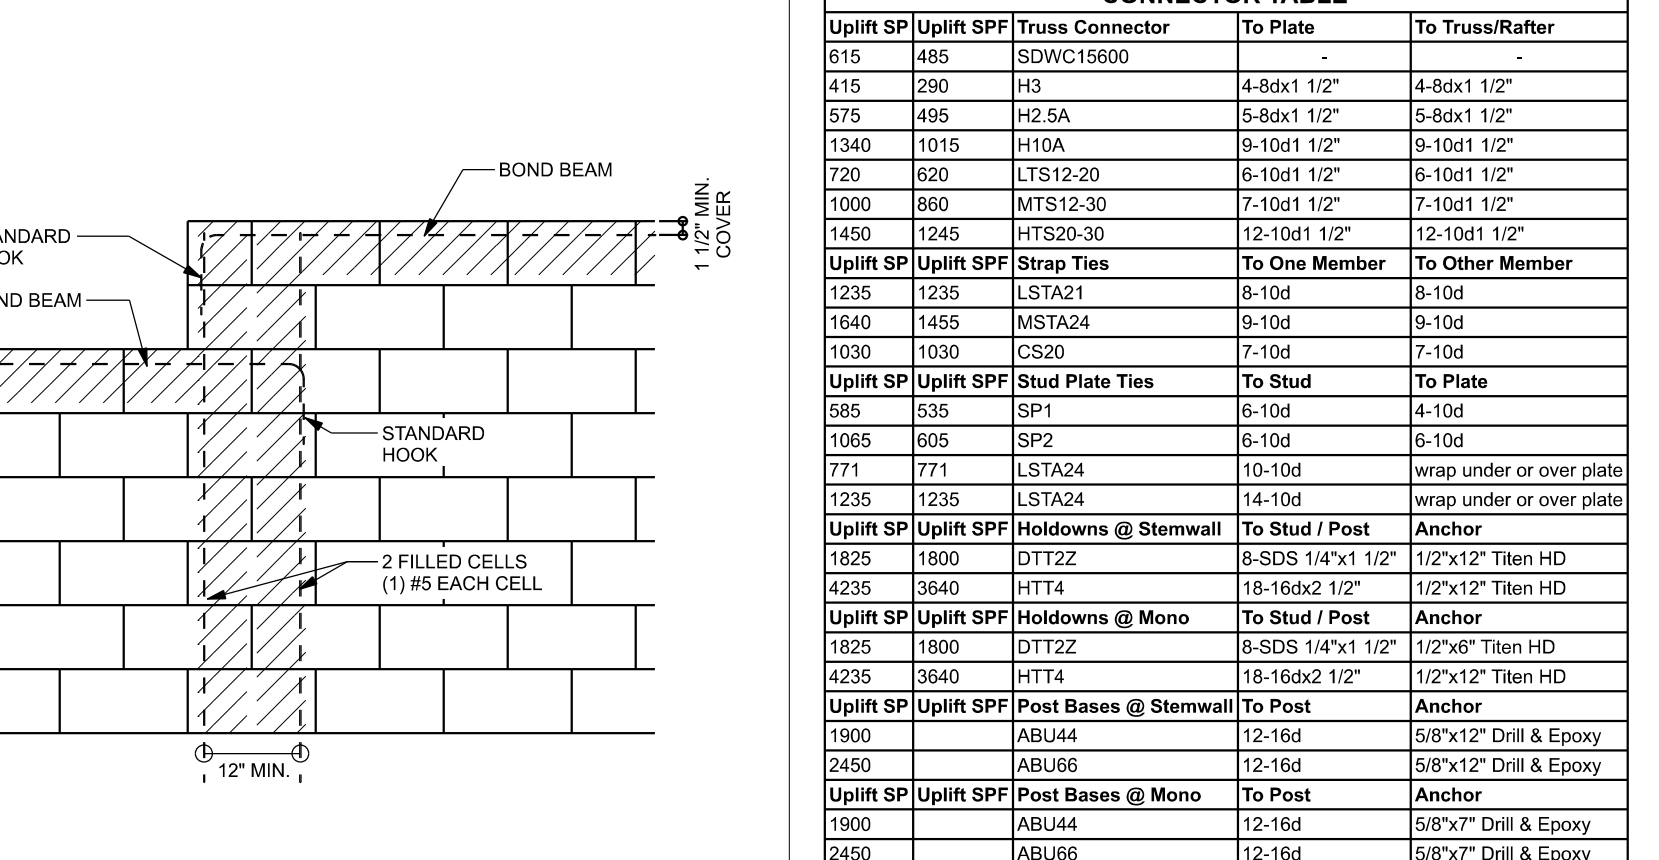 BOND BEAM
1 1/2" MIN.
COVER
ANDARD
OK
ND BEAM
STANDARD
HOOK
2 FILLED CELLS
(1) #5 EACH CELL
12" MIN.
CONNECTOR TABLE
Uplift SP Uplift SPF Truss Connector To Plate To Truss/Rafter
615 485 SDWC15600 - -
415 290 H3 4-8dx1 1/2" 4-8dx1 1/2"
575 495 H2.5A 5-8dx1 1/2" 5-8dx1 1/2"
1340 1015 H10A 9-10d1 1/2" 9-10d1 1/2"
720 620 LTS12-20 6-10d1 1/2" 6-10d1 1/2"
1000 860 MTS12-30 7-10d1 1/2" 7-10d1 1/2"
1450 1245 HTS20-30 12-10d1 1/2" 12-10d1 1/2"
Uplift SP Uplift SPF Strap Ties To One Member To Other Member
1235 1235 LSTA21 8-10d 8-10d
1640 1455 MSTA24 9-10d 9-10d
1030 1030 CS20 7-10d 7-10d
Uplift SP Uplift SPF Stud Plate Ties To Stud To Plate
585 535 SP1 6-10d 4-10d
1065 605 SP2 6-10d 6-10d
771 771 LSTA24 10-10d wrap under or over plate
1235 1235 LSTA24 14-10d wrap under or over plate
Uplift SP Uplift SPF Holdowns @ Stemwall To Stud / Post Anchor
1825 1800 DTT2Z 8-SDS 1/4"x1 1/2" 1/2"x12" Titen HD
4235 3640 HTT4 18-16dx2 1/2" 1/2"x12" Titen HD
Uplift SP Uplift SPF Holdowns @ Mono To Stud / Post Anchor
1825 1800 DTT2Z 8-SDS 1/4"x1 1/2" 1/2"x6" Titen HD
4235 3640 HTT4 18-16dx2 1/2" 1/2"x12" Titen HD
Uplift SP Uplift SPF Post Bases @ Stemwall To Post Anchor
1900 ABU44 12-16d 5/8"x12" Drill & Epoxy
2450 ABU66 12-16d 5/8"x12" Drill & Epoxy
Uplift SP Uplift SPF Post Bases @ Mono To Post Anchor
1900 ABU44 12-16d 5/8"x7" Drill & Epoxy
2450 ABU66 12-16d 5/8"x7" Drill & Epoxy